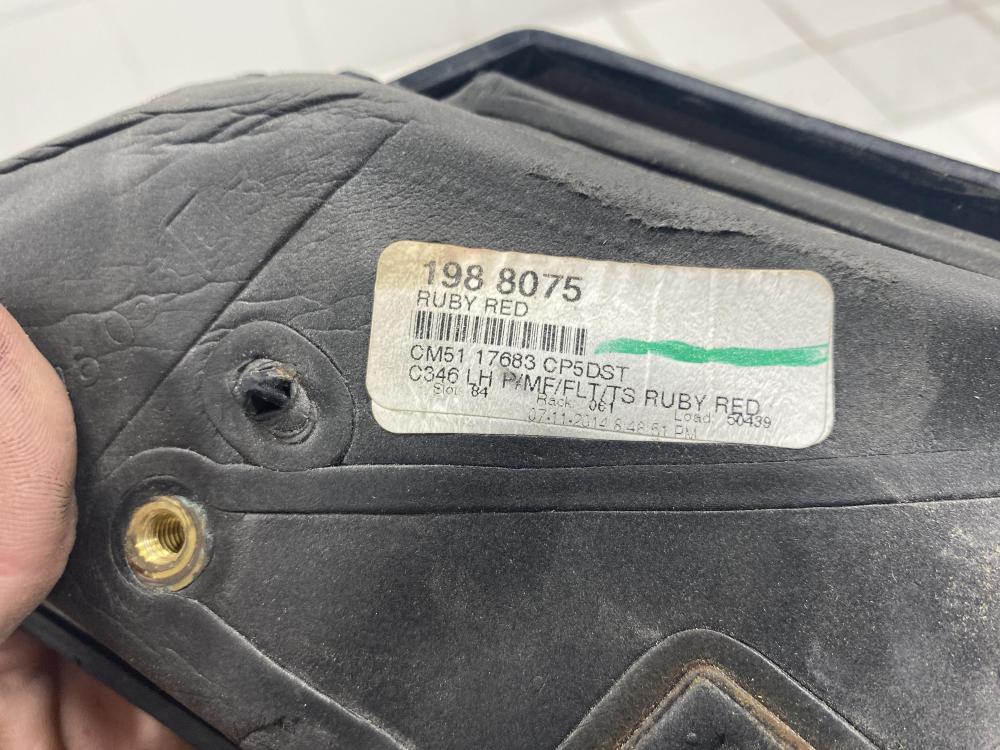 198 8075
RUBY RED
CM51 17683 CP5DST
C346 LH P/MF/FLT/TS RUBY RED
Slot 84 Rack 061 Load: 50439
07-11-2014 8:48:51 PM